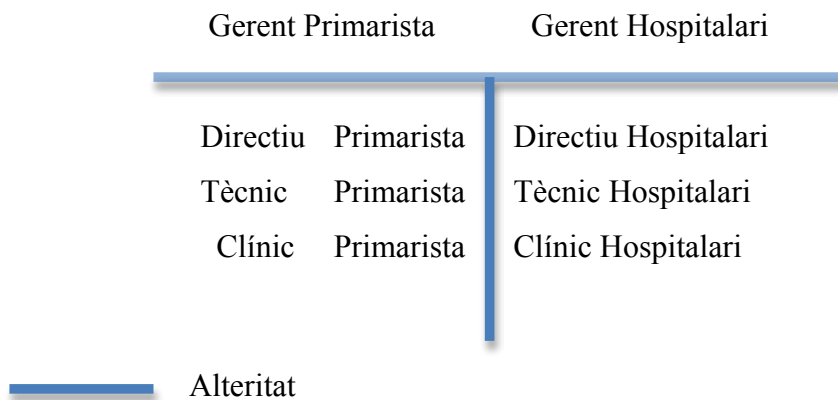 Gerent Primarista Gerent Hospitalari
Directiu Primarista Directiu Hospitalari
Tècnic Primarista Tècnic Hospitalari
Clínic Primarista Clínic Hospitalari
Alteritat